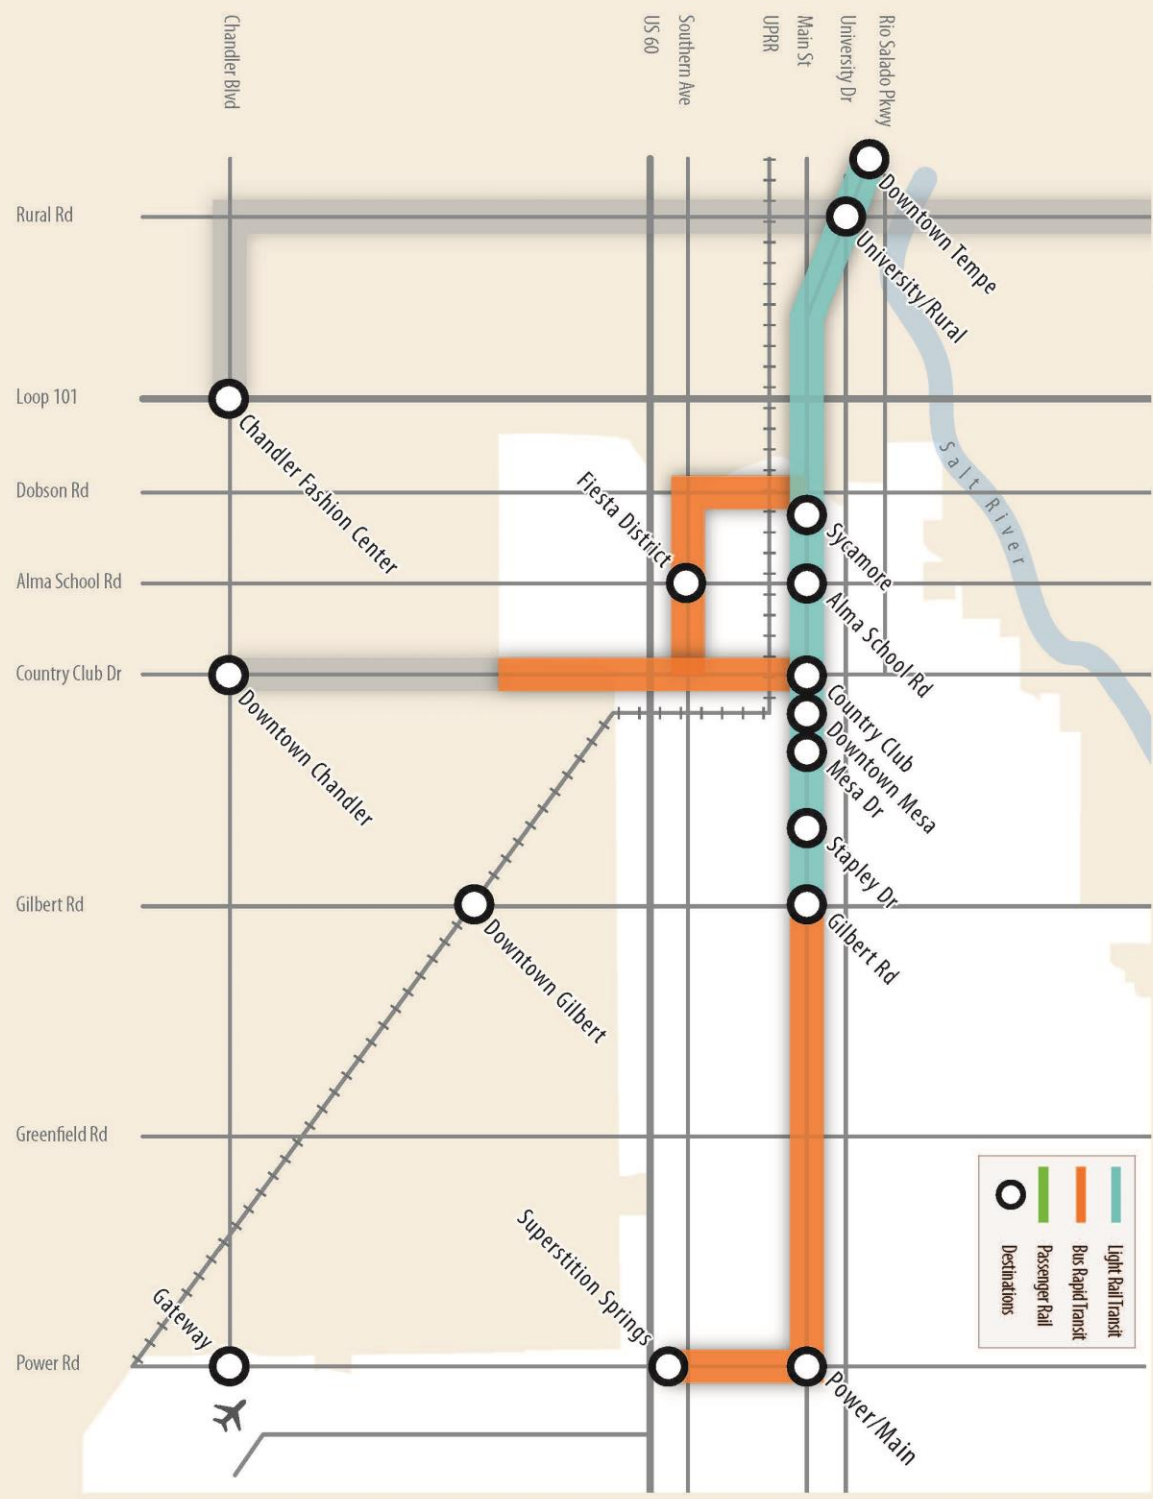 Chandler Blvd
US 60
Southern Ave
UPRR
Main St
University Dr
Rio Salado Pkwy
Rural Rd
Loop 101
Dobson Rd
Alma School Rd
Country Club Dr
Gilbert Rd
Greenfield Rd
Power Rd
Downtown Tempe
University/Rural
Salt River
Chandler Fashion Center
Fiesta District
Sycamore
Alma School Rd
Country Club
Downtown Mesa
Mesa Dr
Stapley Dr
Gilbert Rd
Downtown Chandler
Downtown Gilbert
Superstition Springs
Gateway
Power/Main
Light Rail Transit
Bus Rapid Transit
Passenger Rail
Destinations